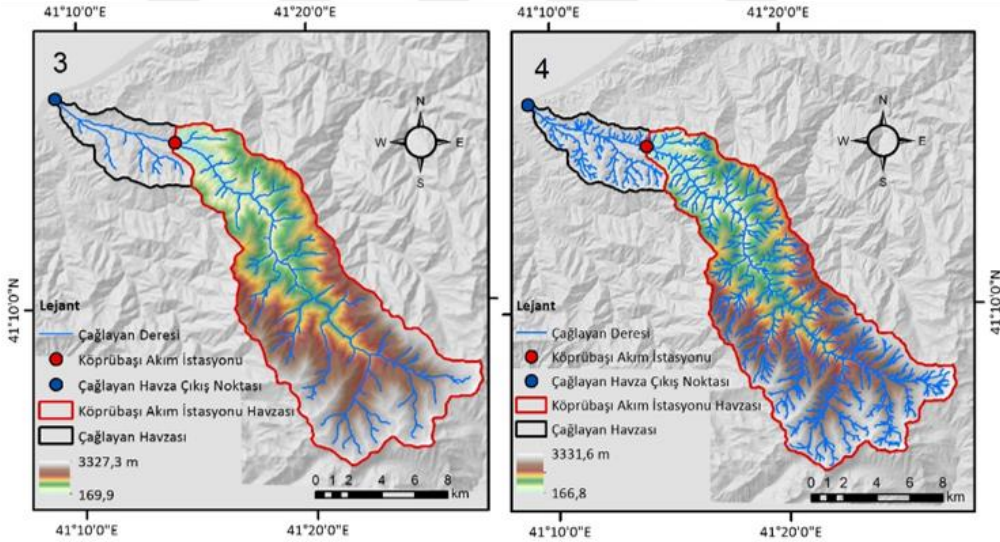 41°10'0"E
41°20'0"E
41°10'0"E
41°20'0"E
3
N
W
E
S
41°10'0"N
Lejant
Çağlayan Deresi
Köprübaşı Akım İstasyonu
Çağlayan Havza Çıkış Noktası
Köprübaşı Akım İstasyonu Havzası
Çağlayan Havzası
3327,3 m
169,9
0 1 2 4 6 8
km
41°10'0"E
41°20'0"E
4
N
W
E
S
41°10'0"N
Lejant
Çağlayan Deresi
Köprübaşı Akım İstasyonu
Çağlayan Havza Çıkış Noktası
Köprübaşı Akım İstasyonu Havzası
Çağlayan Havzası
3331,6 m
166,8
0 1 2 4 6 8
km
41°10'0"E
41°20'0"E